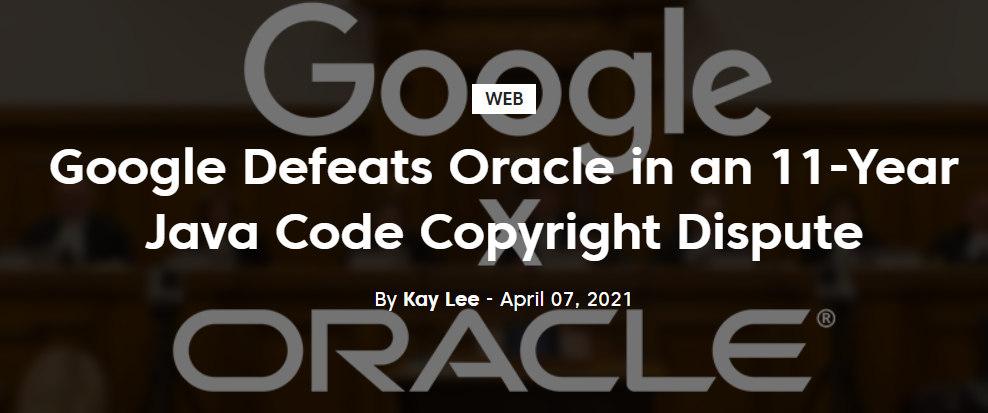 Google
WEB
Google Defeats Oracle in an 11-Year
Java Code Copyright Dispute
X
By Kay Lee - April 07, 2021
ORACLE®